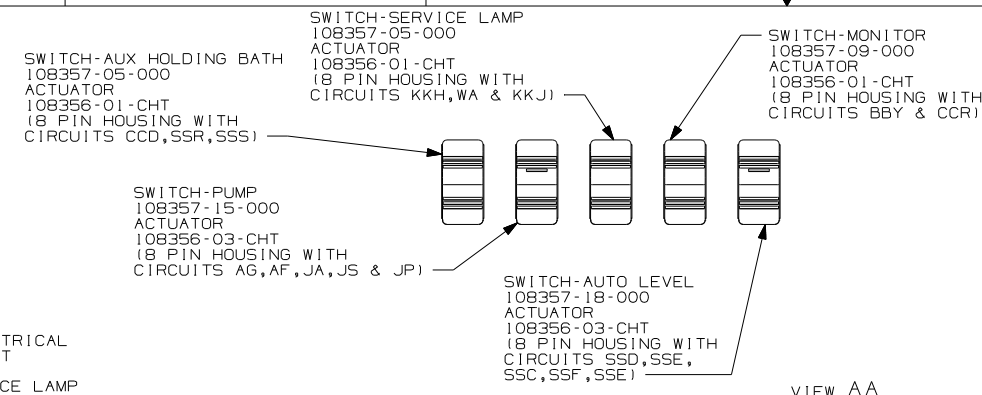 SWITCH-SERVICE LAMP
108357-05-000
ACTUATOR
108356-01-CHT
(8 PIN HOUSING WITH
CIRCUITS KKH,WA & KKJ)
SWITCH-MONITOR
108357-09-000
ACTUATOR
108356-01-CHT
(8 PIN HOUSING WITH
CIRCUITS BBY & CCR)
SWITCH-AUX HOLDING BATH
108357-05-000
ACTUATOR
108356-01-CHT
(8 PIN HOUSING WITH
CIRCUITS CCD,SSR,SSS)
SWITCH-PUMP
108357-15-000
ACTUATOR
108356-03-CHT
(8 PIN HOUSING WITH
CIRCUITS AG,AF,JA,JS & JP)
SWITCH-AUTO LEVEL
108357-18-000
ACTUATOR
108356-03-CHT
(8 PIN HOUSING WITH
CIRCUITS SSD,SSE,
SSC,SSF,SSE)
TRICAL
T
CE LAMP
VIEW AA